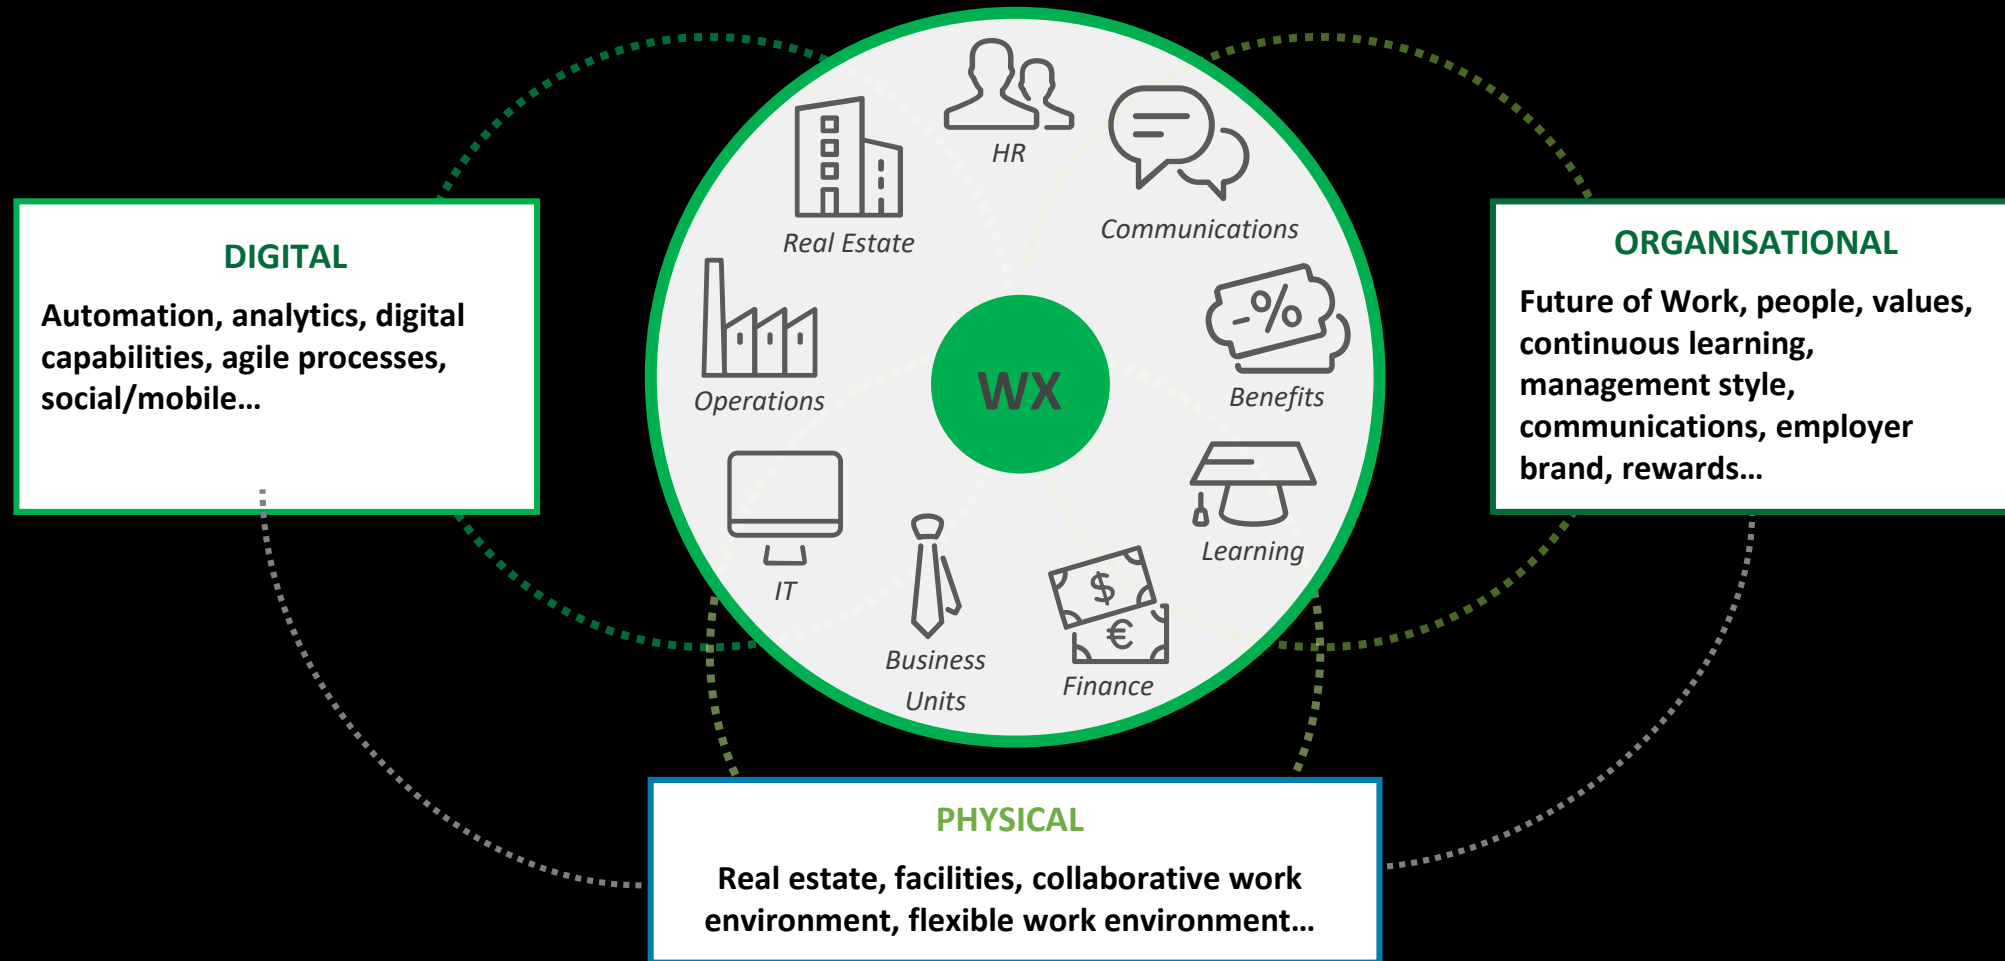 HR
Communications
Real Estate
DIGITAL
Automation, analytics, digital
capabilities, agile processes,
social/mobile…
ORGANISATIONAL
Future of Work, people, values,
continuous learning,
management style,
communications, employer
brand, rewards…
-%
Operations
WX
Benefits
Learning
IT
$
€
Business
Units
Finance
PHYSICAL
Real estate, facilities, collaborative work
environment, flexible work environment…